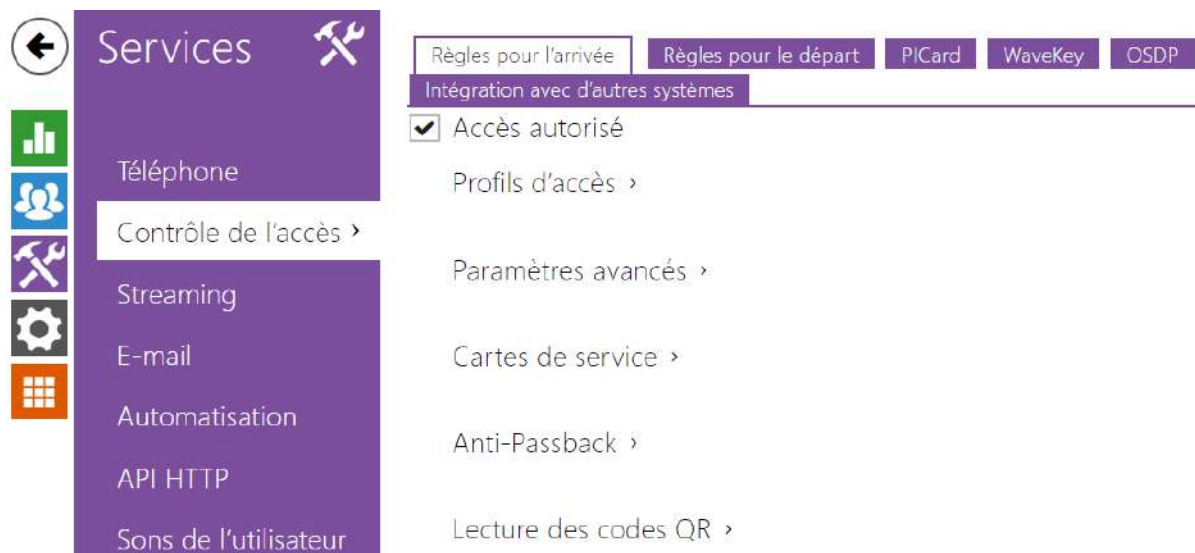 Services
Téléphone
Contrôle de l'accès ›
Streaming
E-mail
Automatisation
API HTTP
Sons de l'utilisateur
Règles pour l'arrivée
Règles pour le départ
PICard
WaveKey
OSDP
Intégration avec d'autres systèmes
Accès autorisé
Profils d'accès ›
Paramètres avancés ›
Cartes de service ›
Anti-Passback ›
Lecture des codes QR ›